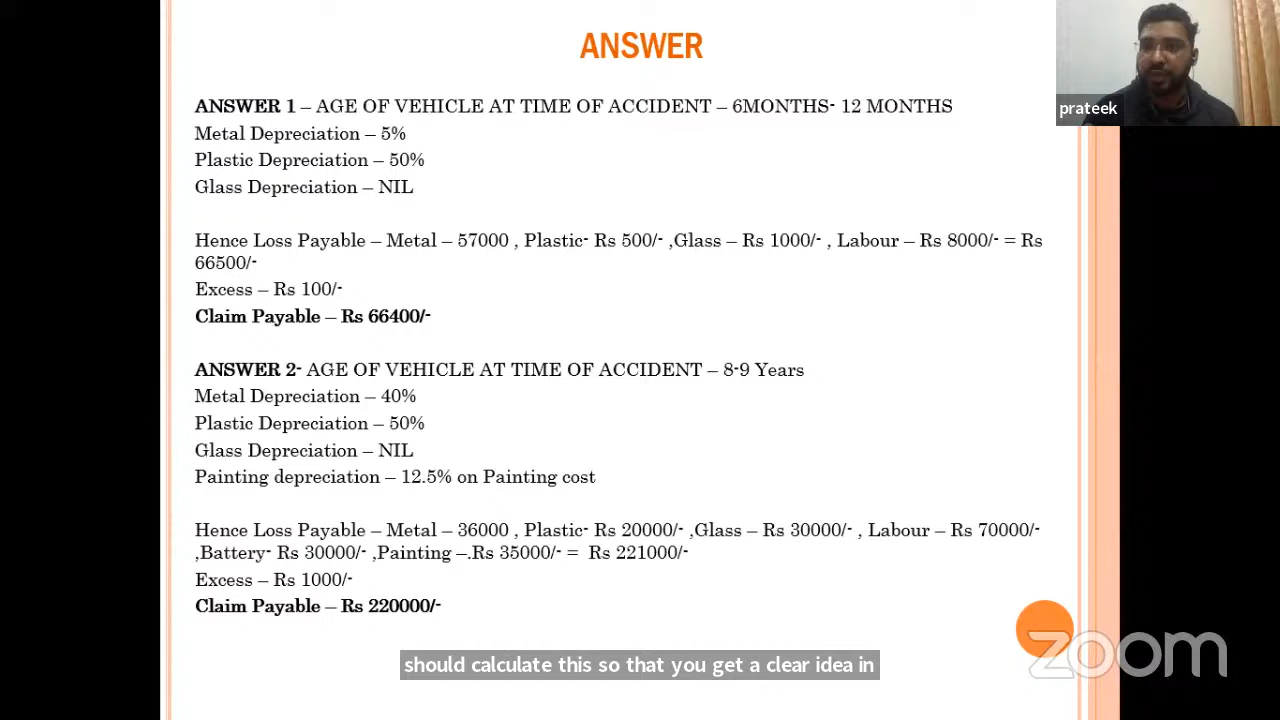 ANSWER
prateek
ANSWER 1 – AGE OF VEHICLE AT TIME OF ACCIDENT – 6MONTHS- 12 MONTHS
Metal Depreciation – 5%
Plastic Depreciation – 50%
Glass Depreciation – NIL
Hence Loss Payable – Metal – 57000 , Plastic- Rs 500/- ,Glass – Rs 1000/- , Labour – Rs 8000/- = Rs
66500/-
Excess – Rs 100/-
Claim Payable – Rs 66400/-
ANSWER 2- AGE OF VEHICLE AT TIME OF ACCIDENT – 8-9 Years
Metal Depreciation – 40%
Plastic Depreciation – 50%
Glass Depreciation – NIL
Painting depreciation – 12.5% on Painting cost
Hence Loss Payable – Metal – 36000 , Plastic- Rs 20000/- ,Glass – Rs 30000/- , Labour – Rs 70000/-
,Battery- Rs 30000/- ,Painting –.Rs 35000/- = Rs 221000/-
Excess – Rs 1000/-
Claim Payable – Rs 220000/-
should calculate this so that you get a clear idea in
zoom